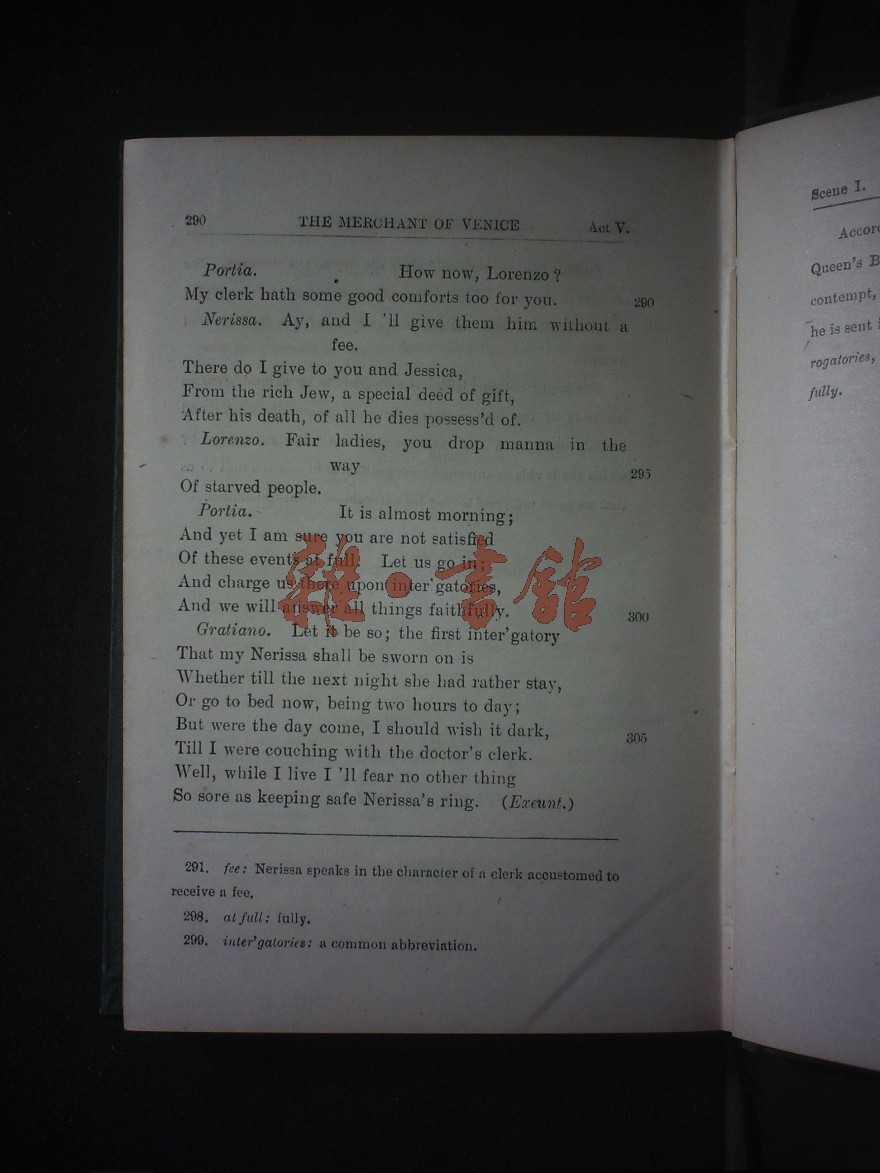 290 THE MERCHANT OF VENICE Act V.
Portia. How now, Lorenzo ?
My clerk hath some good comforts too for you. 290
Nerissa. Ay, and I 'll give them him without a
fee.
There do I give to you and Jessica,
From the rich Jew, a special deed of gift,
After his death, of all he dies possess'd of.
Lorenzo. Fair ladies, you drop manna in the
way 295
Of starved people.
Portia. It is almost morning;
And yet I am sure you are not satisfied
Of these events at full. Let us go in;
And charge us there upon inter'gatories,
And we will answer all things faithfully. 300
Gratiano. Let it be so; the first inter'gatory
That my Nerissa shall be sworn on is
Whether till the next night she had rather stay,
Or go to bed now, being two hours to day;
But were the day come, I should wish it dark, 305
Till I were couching with the doctor's clerk.
Well, while I live I 'll fear no other thing
So sore as keeping safe Nerissa's ring. (Exeunt.)
291. fee: Nerissa speaks in the character of a clerk accustomed to
receive a fee.
298. at full: fully.
299. inter'gatories: a common abbreviation.
雜·書館
Scene I.
Accor
Queen's B
contempt,
he is sent i
rogatories,
fully.